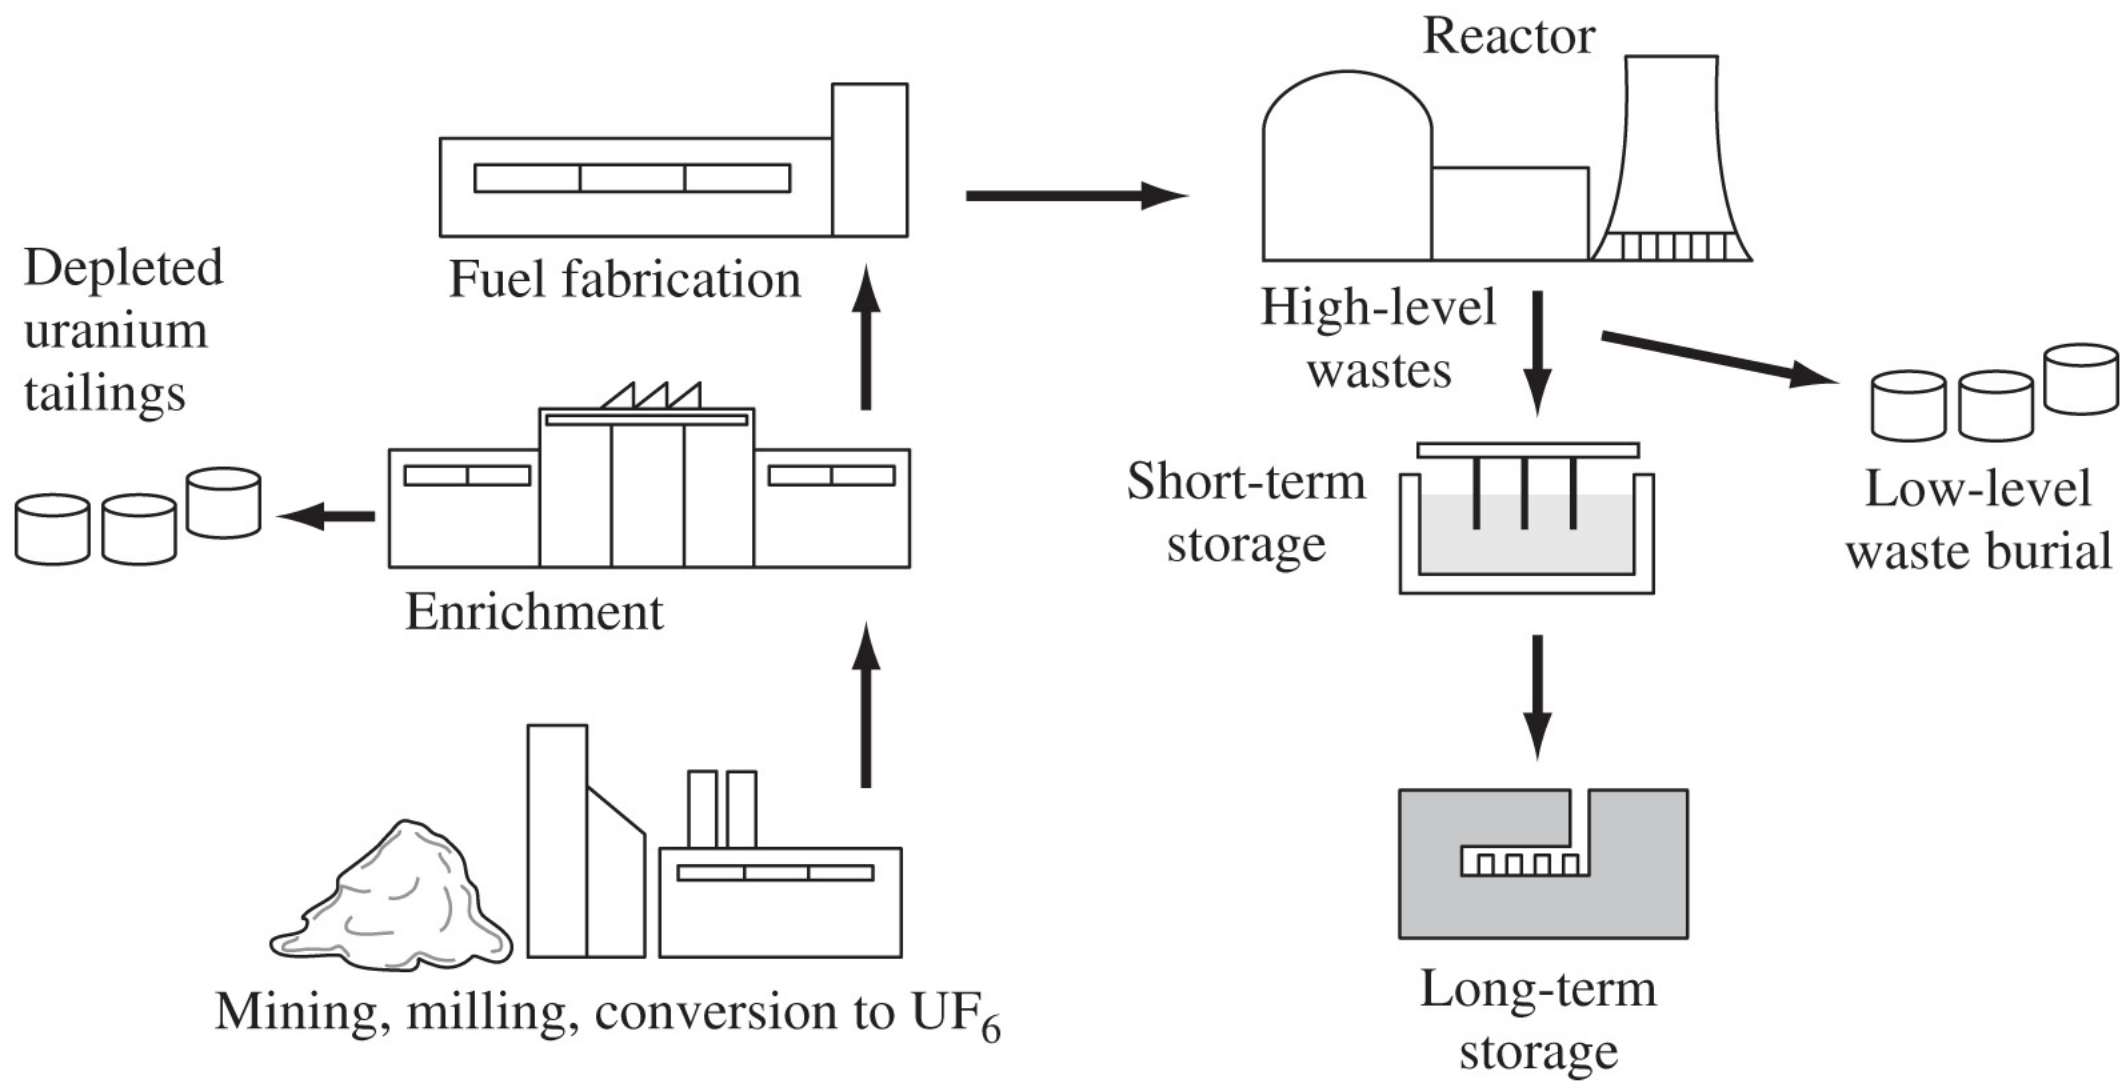 Reactor
Depleted
uranium
tailings
Fuel fabrication
High-level
wastes
Short-term
storage
Low-level
waste burial
Enrichment
Mining, milling, conversion to UF₆
Long-term
storage